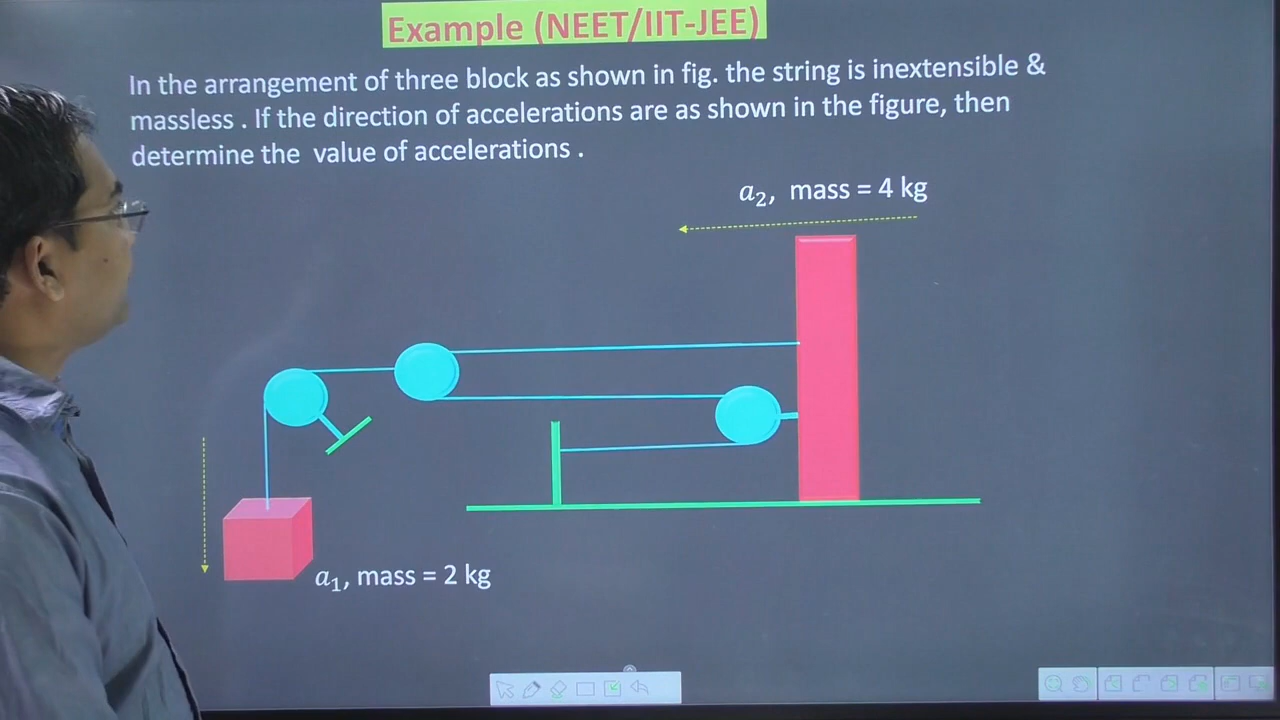 Example (NEET/IIT-JEE)
In the arrangement of three block as shown in fig. the string is inextensible &
massless . If the direction of accelerations are as shown in the figure, then
determine the value of accelerations .
a₂, mass = 4 kg
a₁, mass = 2 kg